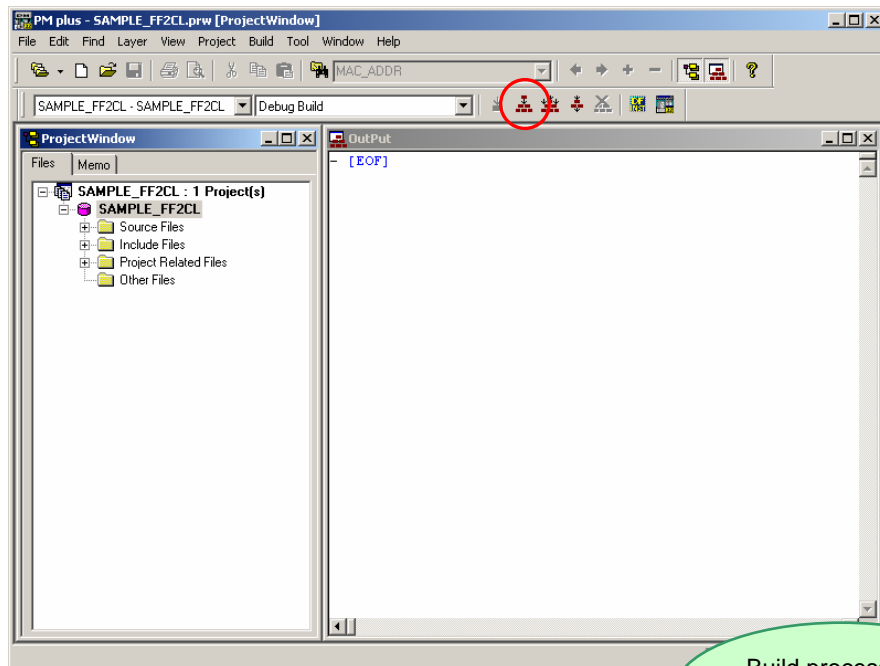 PM plus - SAMPLE_FF2CL.prw [ProjectWindow]
File Edit Find Layer View Project Build Tool Window Help
MAC_ADDR
SAMPLE_FF2CL - SAMPLE_FF2CL Debug Build
ProjectWindow
Files Memo
SAMPLE_FF2CL : 1 Project(s)
SAMPLE_FF2CL
Source Files
Include Files
Project Related Files
Other Files
OutPut
- [EOF]
Build process